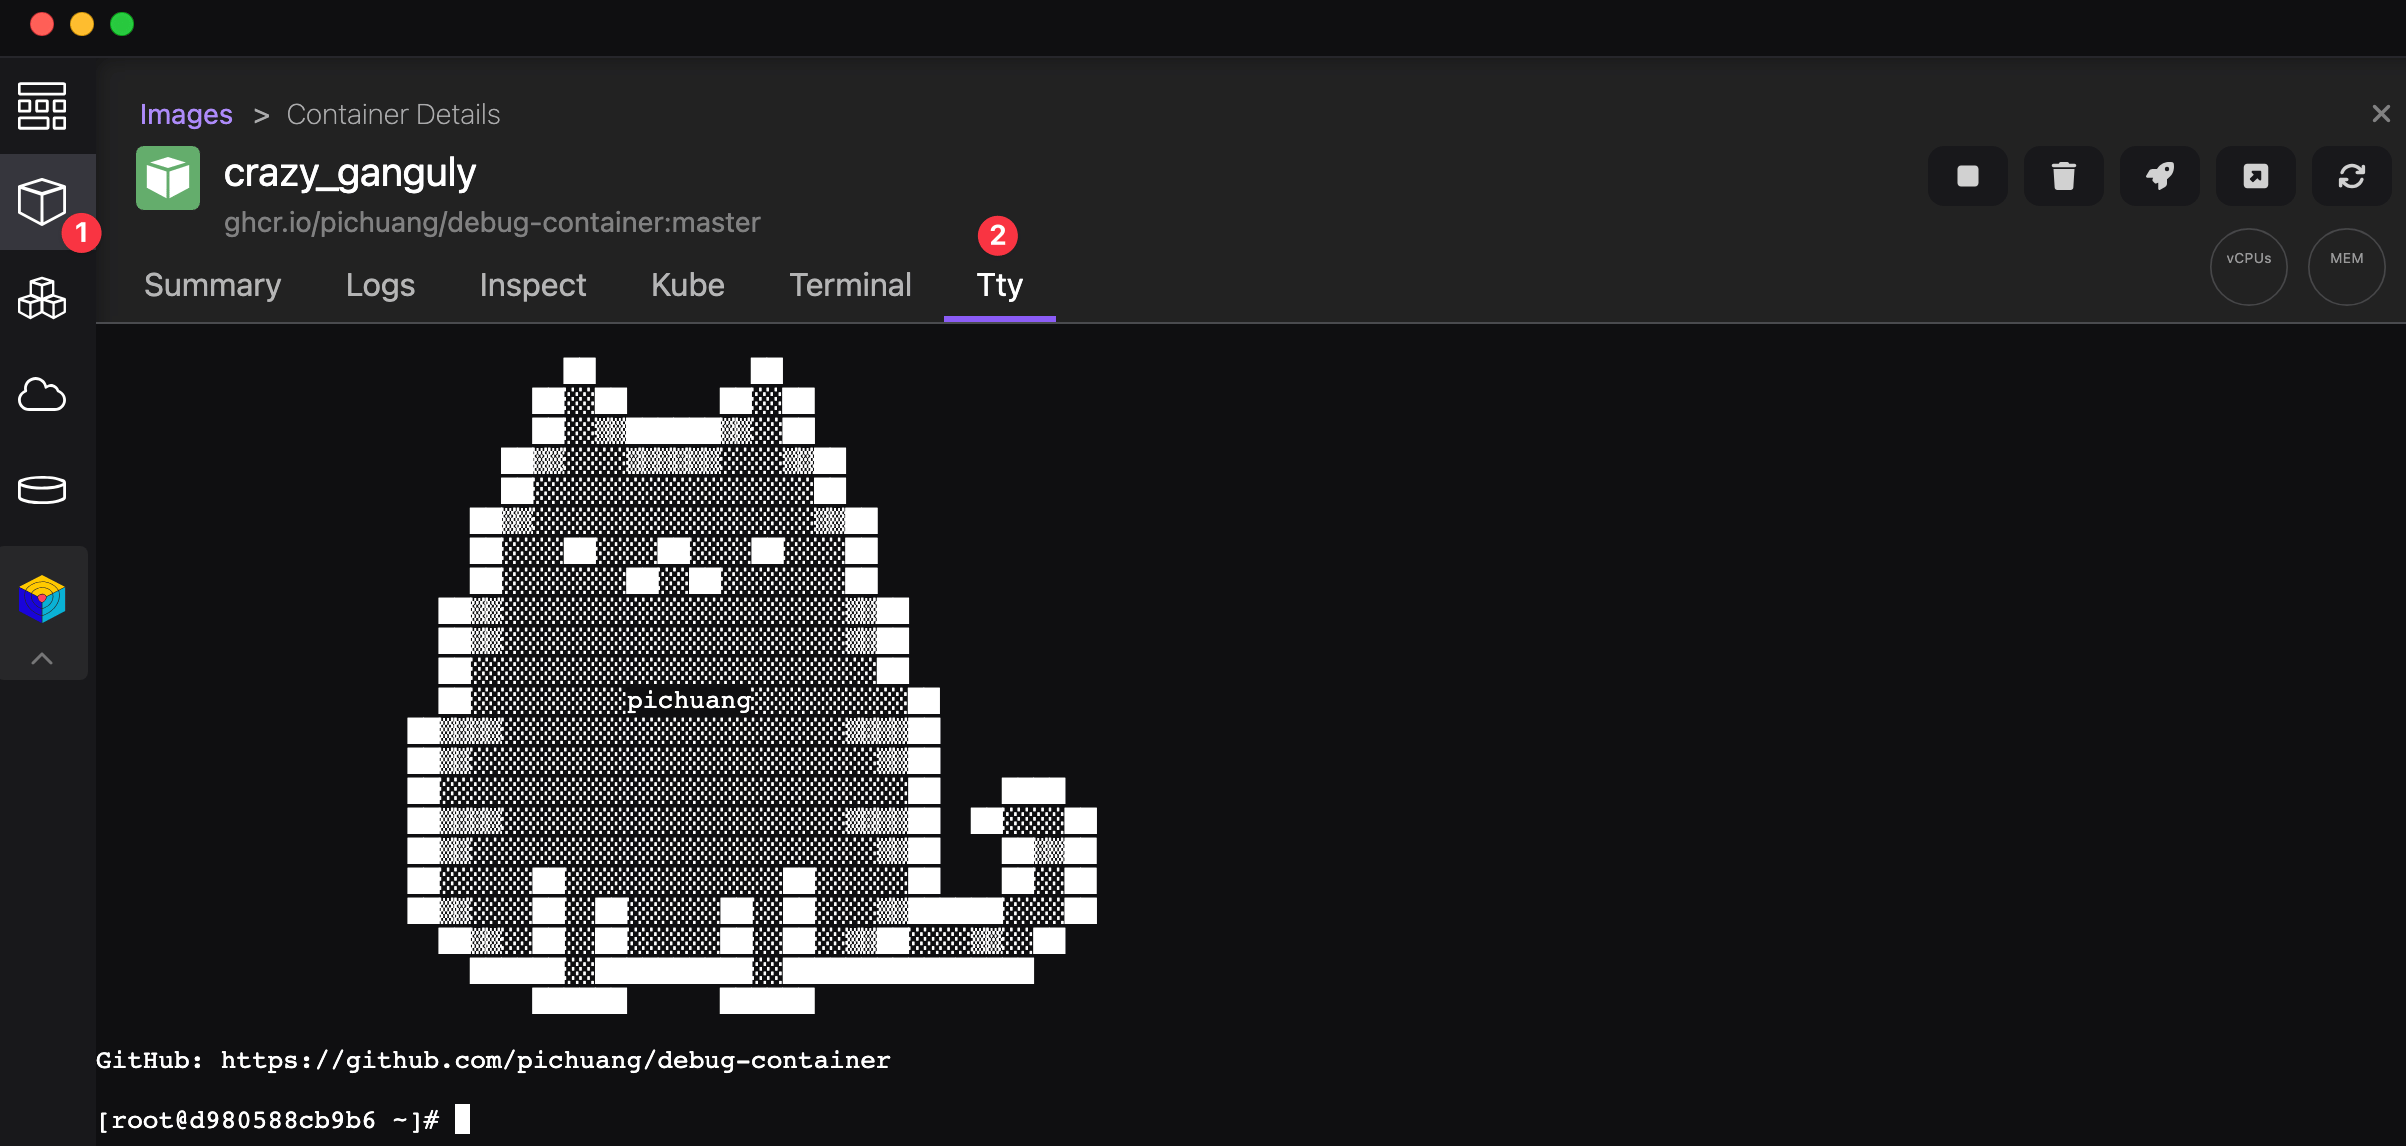 Images > Container Details
crazy_ganguly
ghcr.io/pichuang/debug-container:master
1
2
Summary Logs Inspect Kube Terminal Tty
vCPUs MEM
pichuang
GitHub: https://github.com/pichuang/debug-container
[root@d980588cb9b6 ~]#